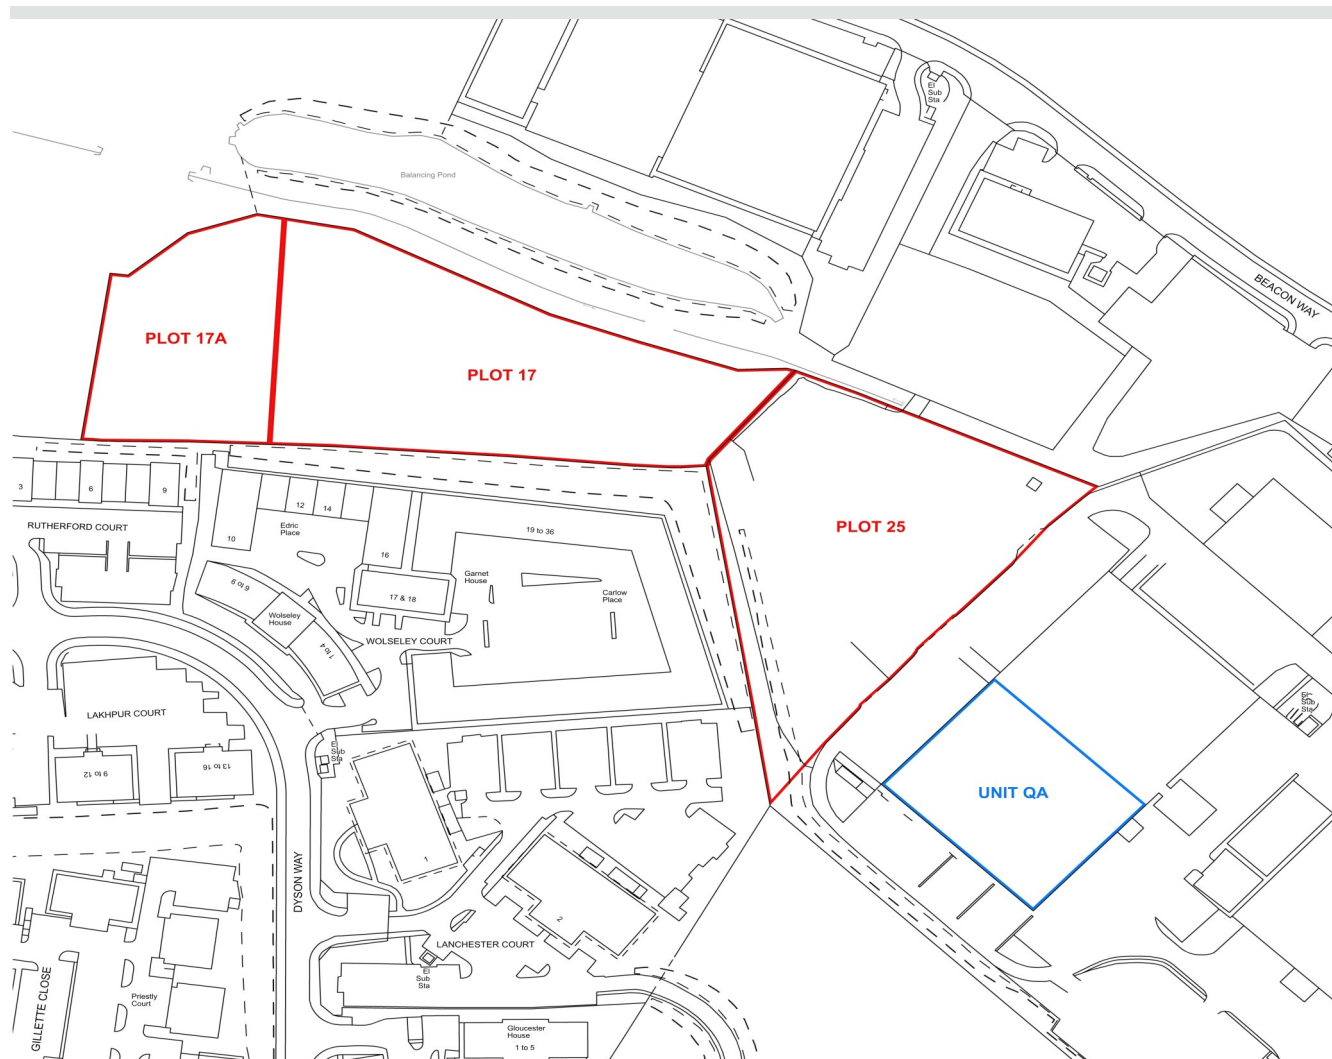 El
Sub
Sta
Balancing Pond
BEACON WAY
PLOT 17A
PLOT 17
PLOT 25
3
6
9
RUTHERFORD COURT
10
12
14
Edric
Place
16
19 to 36
Garnet
House
Carlow
Place
6 to 9
Wolseley
House
1 to 4
17 & 18
WOLSELEY COURT
LAKHPUR COURT
9 to 12
13 to 16
El
Sub
Sta
El
Sub
Sta
UNIT QA
1
DYSON WAY
2
LANCHESTER COURT
El
Sub
Sta
GILLETTE CLOSE
Priestly
Court
Gloucester
House
1 to 5